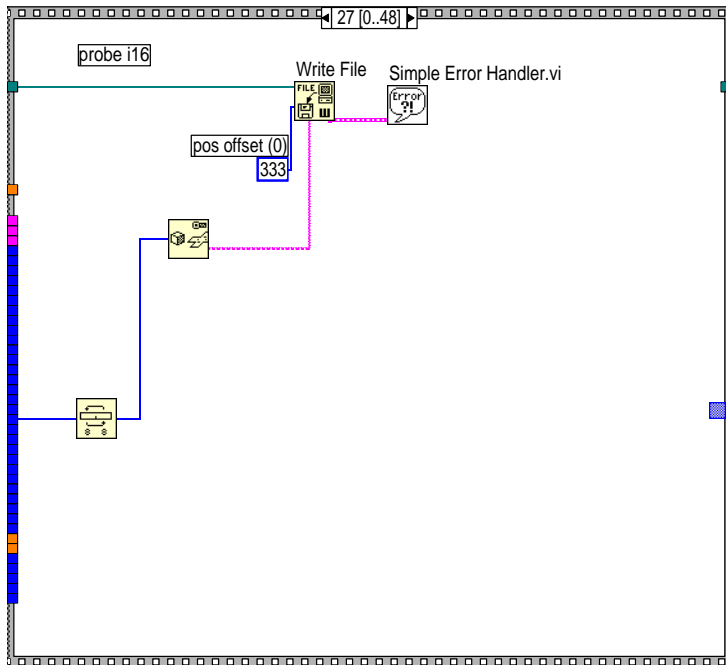 27 [0..48]
probe i16
Write File
Simple Error Handler.vi
FILE
W
Error
?!
pos offset (0)
333